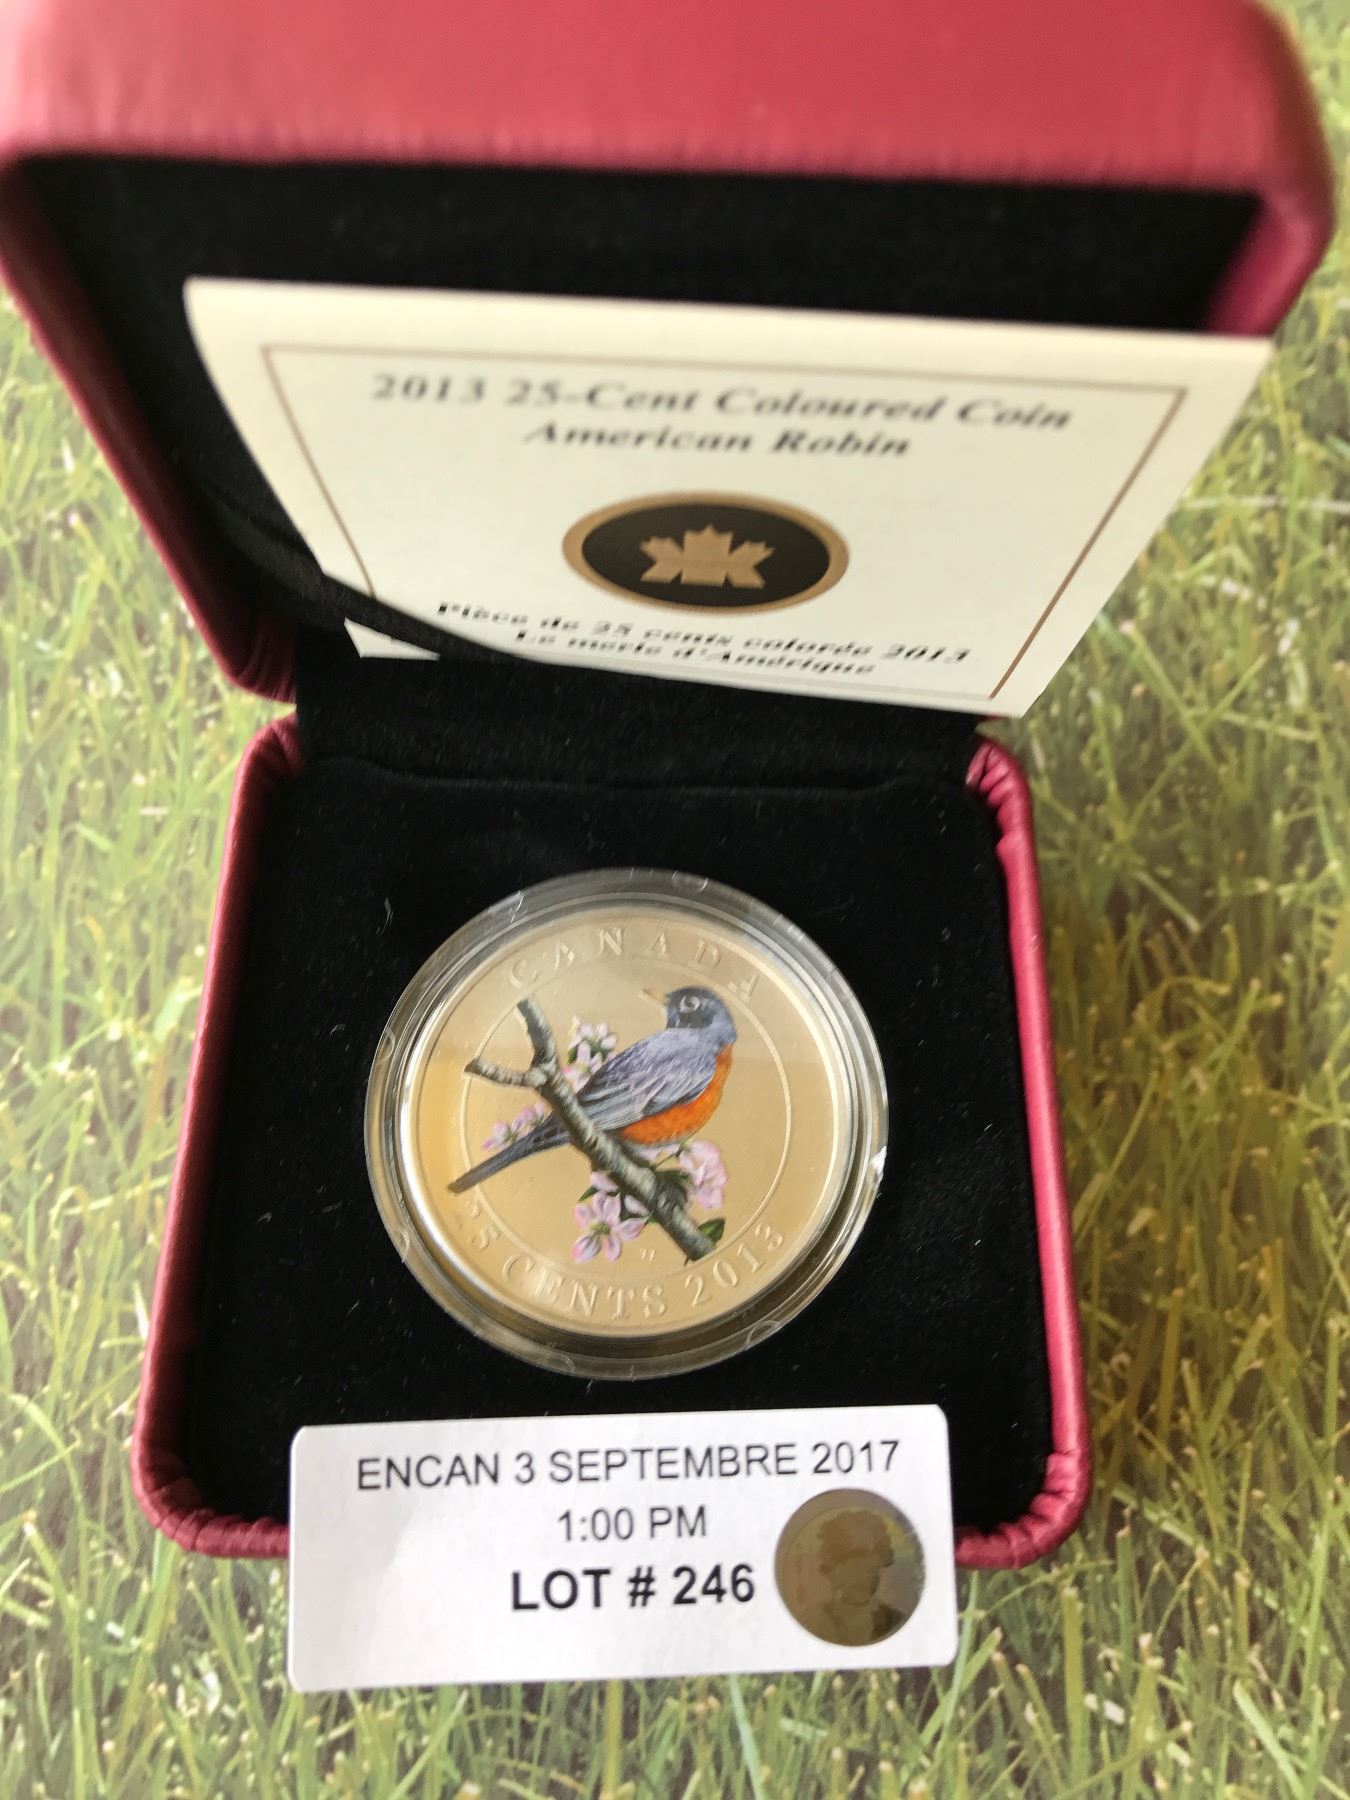 2013 25-Cent Coloured Coin
American Robin
Pièce de 25 cents colorée 2013
Le merle d'Amérique
CANADA
25 CENTS 2013
ENCAN 3 SEPTEMBRE 2017
1:00 PM
LOT # 246